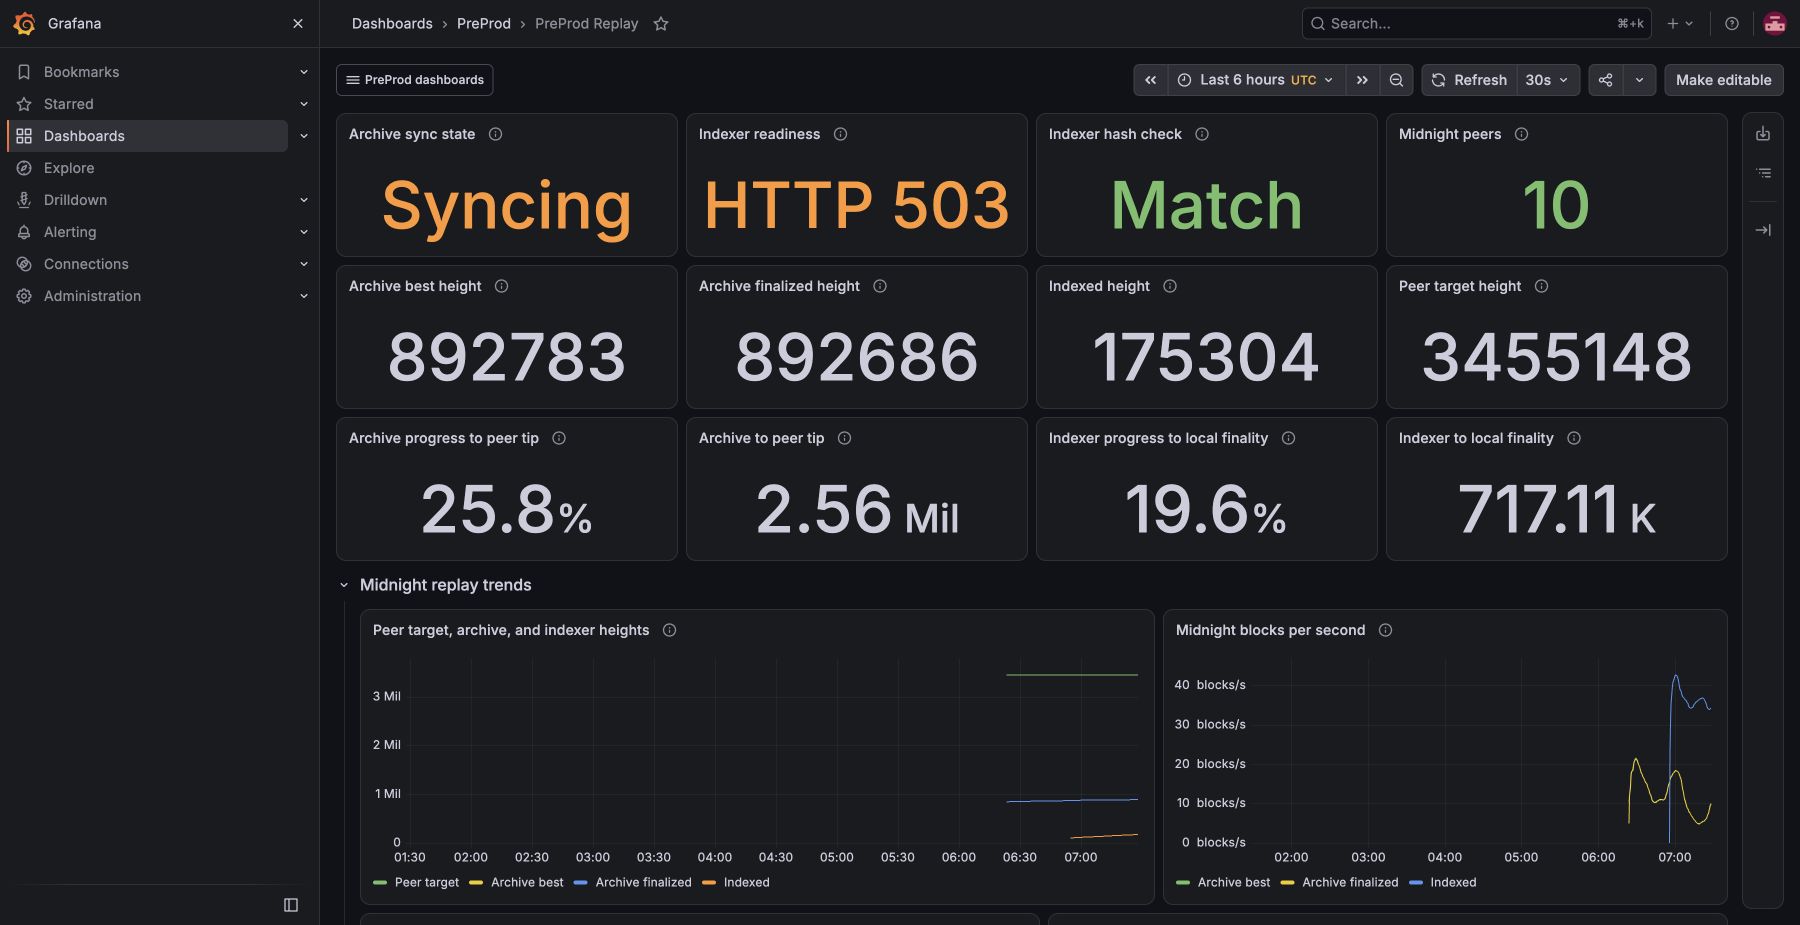 Grafana
Dashboards › PreProd › PreProd Replay
Search...
⌘+k
Bookmarks
Starred
Dashboards
Explore
Drilldown
Alerting
Connections
Administration
PreProd dashboards
Last 6 hours UTC
Refresh
30s
Make editable
Archive sync state
Syncing
Indexer readiness
HTTP 503
Indexer hash check
Match
Midnight peers
10
Archive best height
892783
Archive finalized height
892686
Indexed height
175304
Peer target height
3455148
Archive progress to peer tip
25.8%
Archive to peer tip
2.56 Mil
Indexer progress to local finality
19.6%
Indexer to local finality
717.11 K
Midnight replay trends
Peer target, archive, and indexer heights
3 Mil
2 Mil
1 Mil
0
01:30 02:00 02:30 03:00 03:30 04:00 04:30 05:00 05:30 06:00 06:30 07:00
Peer target Archive best Archive finalized Indexed
Midnight blocks per second
40 blocks/s
30 blocks/s
20 blocks/s
10 blocks/s
0 blocks/s
02:00 03:00 04:00 05:00 06:00 07:00
Archive best Archive finalized Indexed